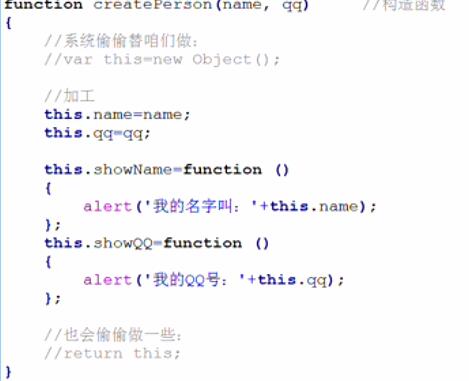 function createPerson(name, qq)     //构造函数
{
    //系统偷偷替咱们做：
    //var this=new Object();

    //加工
    this.name=name;
    this.qq=qq;

    this.showName=function ()
    {
        alert('我的名字叫：'+this.name);
    };
    this.showQQ=function ()
    {
        alert('我的QQ号：'+this.qq);
    };

    //也会偷偷做一些：
    //return this;
}